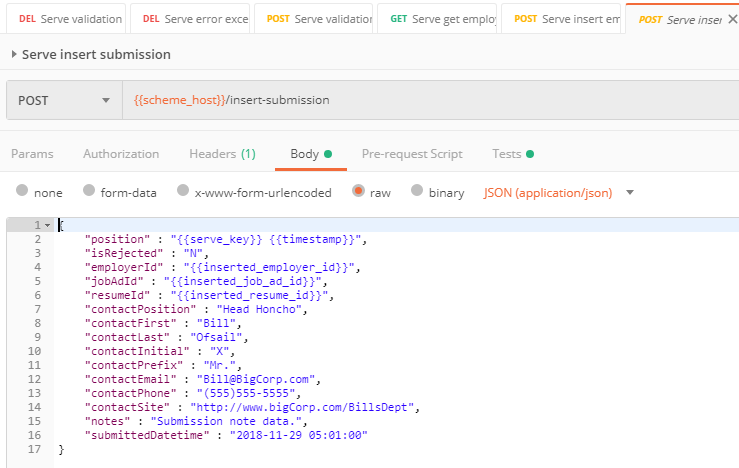 DEL Serve validation
DEL Serve error exce
POST Serve validation
GET Serve get employ
POST Serve insert em
POST Serve inser
Serve insert submission
POST {{scheme_host}}/insert-submission
Params Authorization Headers (1) Body Pre-request Script Tests
none form-data x-www-form-urlencoded raw binary JSON (application/json)
1 {
2 "position" : "{{serve_key}} {{timestamp}}",
3 "isRejected" : "N",
4 "employerId" : "{{inserted_employer_id}}",
5 "jobAdId" : "{{inserted_job_ad_id}}",
6 "resumeId" : "{{inserted_resume_id}}",
7 "contactPosition" : "Head Honcho",
8 "contactFirst" : "Bill",
9 "contactLast" : "Ofsail",
10 "contactInitial" : "X",
11 "contactPrefix" : "Mr.",
12 "contactEmail" : "Bill@BigCorp.com",
13 "contactPhone" : "(555)555-5555",
14 "contactSite" : "http://www.bigCorp.com/BillsDept",
15 "notes" : "Submission note data.",
16 "submittedDatetime" : "2018-11-29 05:01:00"
17 }